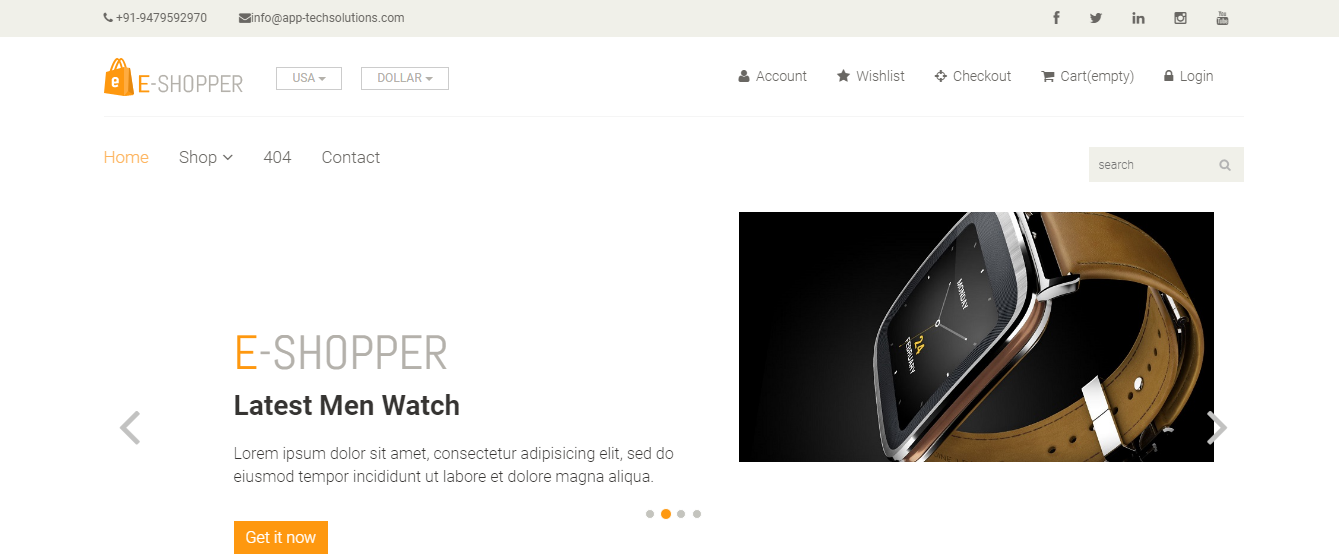 +91-9479592970 info@app-techsolutions.com You Tube
e E-SHOPPER USA DOLLAR Account Wishlist Checkout Cart(empty) Login
Home Shop 404 Contact search
E-SHOPPER
Latest Men Watch
Lorem ipsum dolor sit amet, consectetur adipisicing elit, sed do
eiusmod tempor incididunt ut labore et dolore magna aliqua.
Get it now
MONDAY
24
FEBRUARY